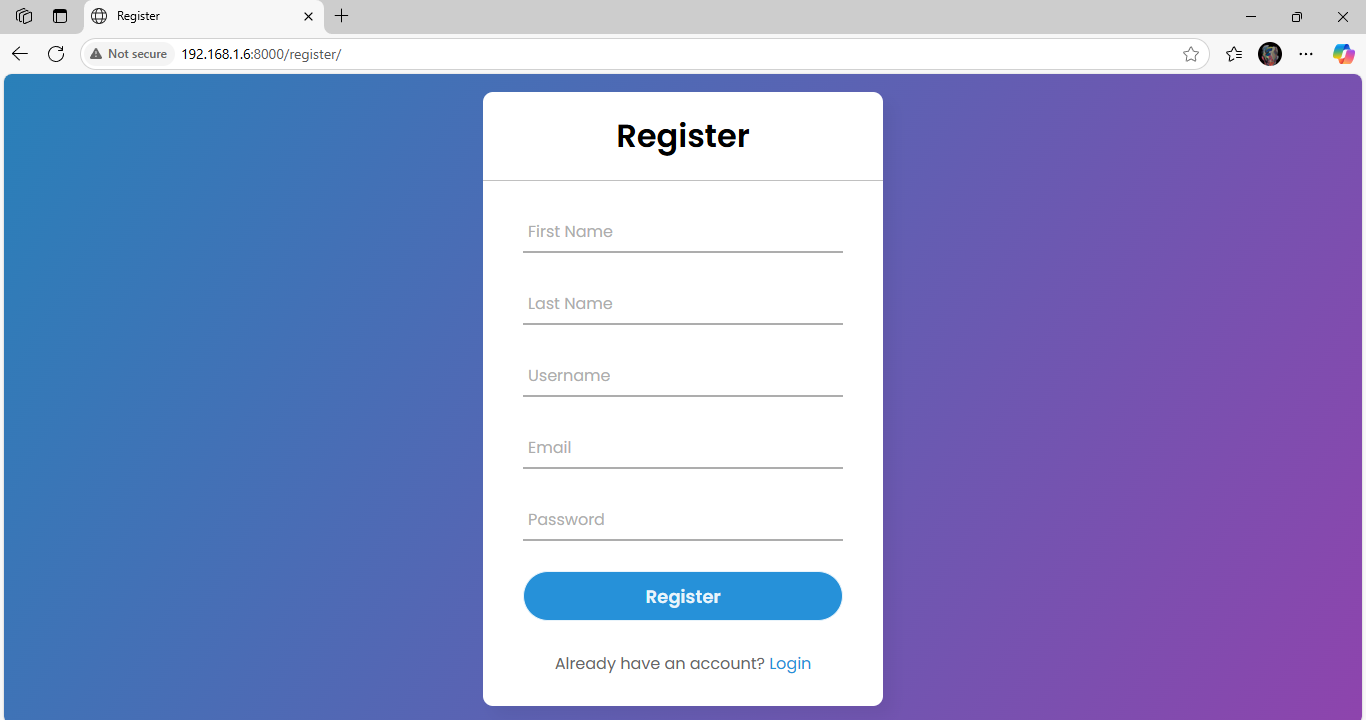 Register
Not secure 192.168.1.6:8000/register/
Register
First Name
Last Name
Username
Email
Password
Register
Already have an account? Login